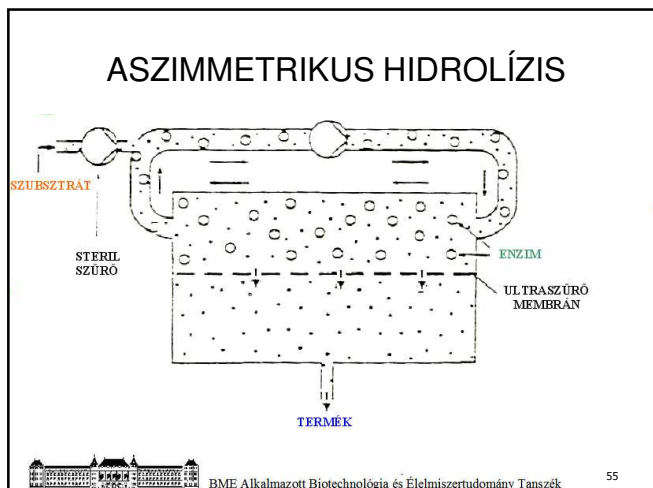 ASZIMMETRIKUS HIDROLÍZIS
SZUBSZTRÁT
STERIL
SZŰRŐ
ENZIM
ULTRASZŰRŐ
MEMBRÁN
TERMÉK
BME Alkalmazott Biotechnológia és Élelmiszertudomány Tanszék
55